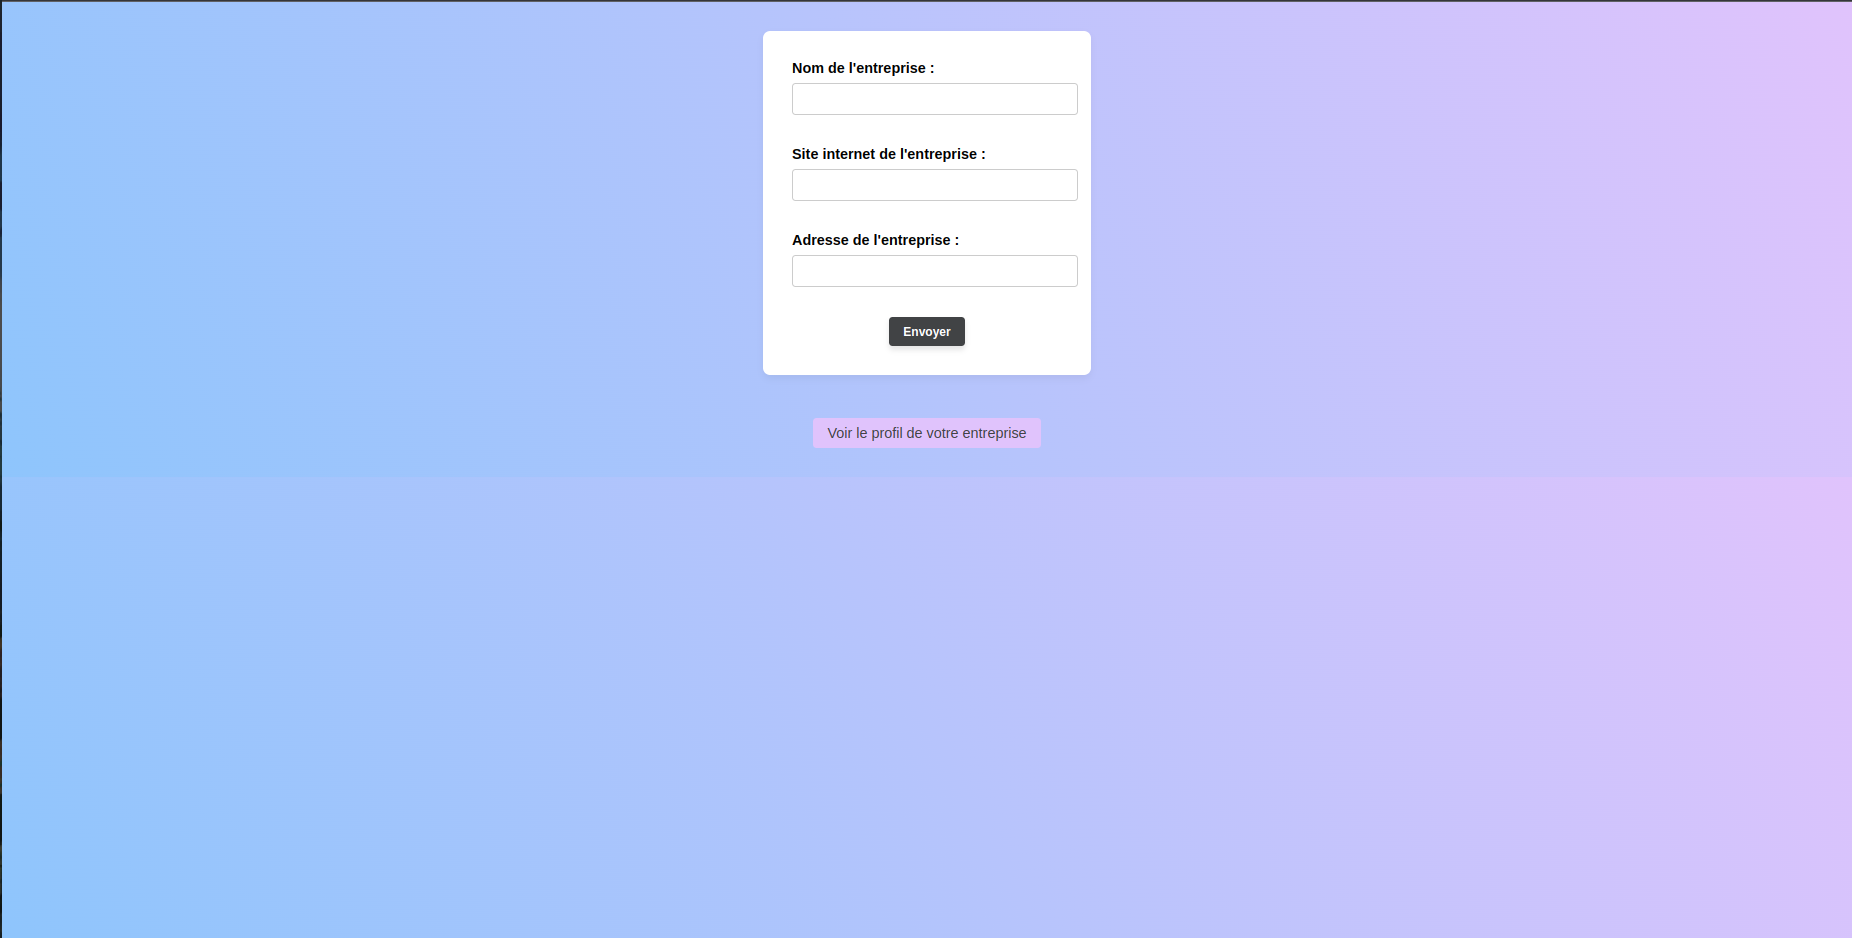 Nom de l'entreprise :
Site internet de l'entreprise :
Adresse de l'entreprise :
Envoyer
Voir le profil de votre entreprise